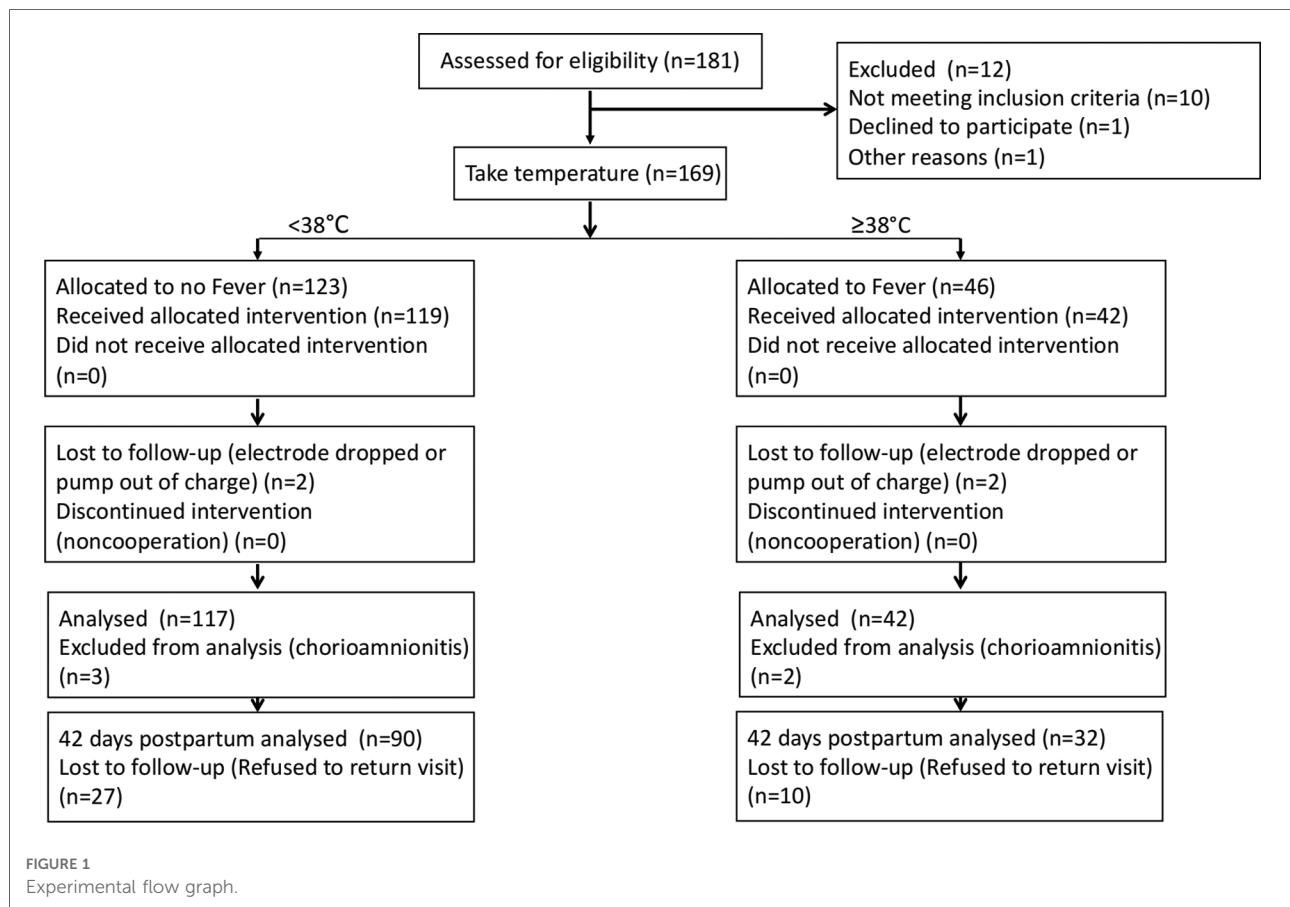 Assessed for eligibility (n=181)
Excluded (n=12)
Not meeting inclusion criteria (n=10)
Declined to participate (n=1)
Other reasons (n=1)
Take temperature (n=169)
<38°C
≥38°C
Allocated to no Fever (n=123)
Received allocated intervention (n=119)
Did not receive allocated intervention
(n=0)
Allocated to Fever (n=46)
Received allocated intervention (n=42)
Did not receive allocated intervention
(n=0)
Lost to follow-up (electrode dropped or
pump out of charge) (n=2)
Discontinued intervention
(noncooperation) (n=0)
Lost to follow-up (electrode dropped or
pump out of charge) (n=2)
Discontinued intervention
(noncooperation) (n=0)
Analysed (n=117)
Excluded from analysis (chorioamnionitis)
(n=3)
Analysed (n=42)
Excluded from analysis (chorioamnionitis)
(n=2)
42 days postpartum analysed (n=90)
Lost to follow-up (Refused to return visit)
(n=27)
42 days postpartum analysed (n=32)
Lost to follow-up (Refused to return visit)
(n=10)
FIGURE 1
Experimental flow graph.